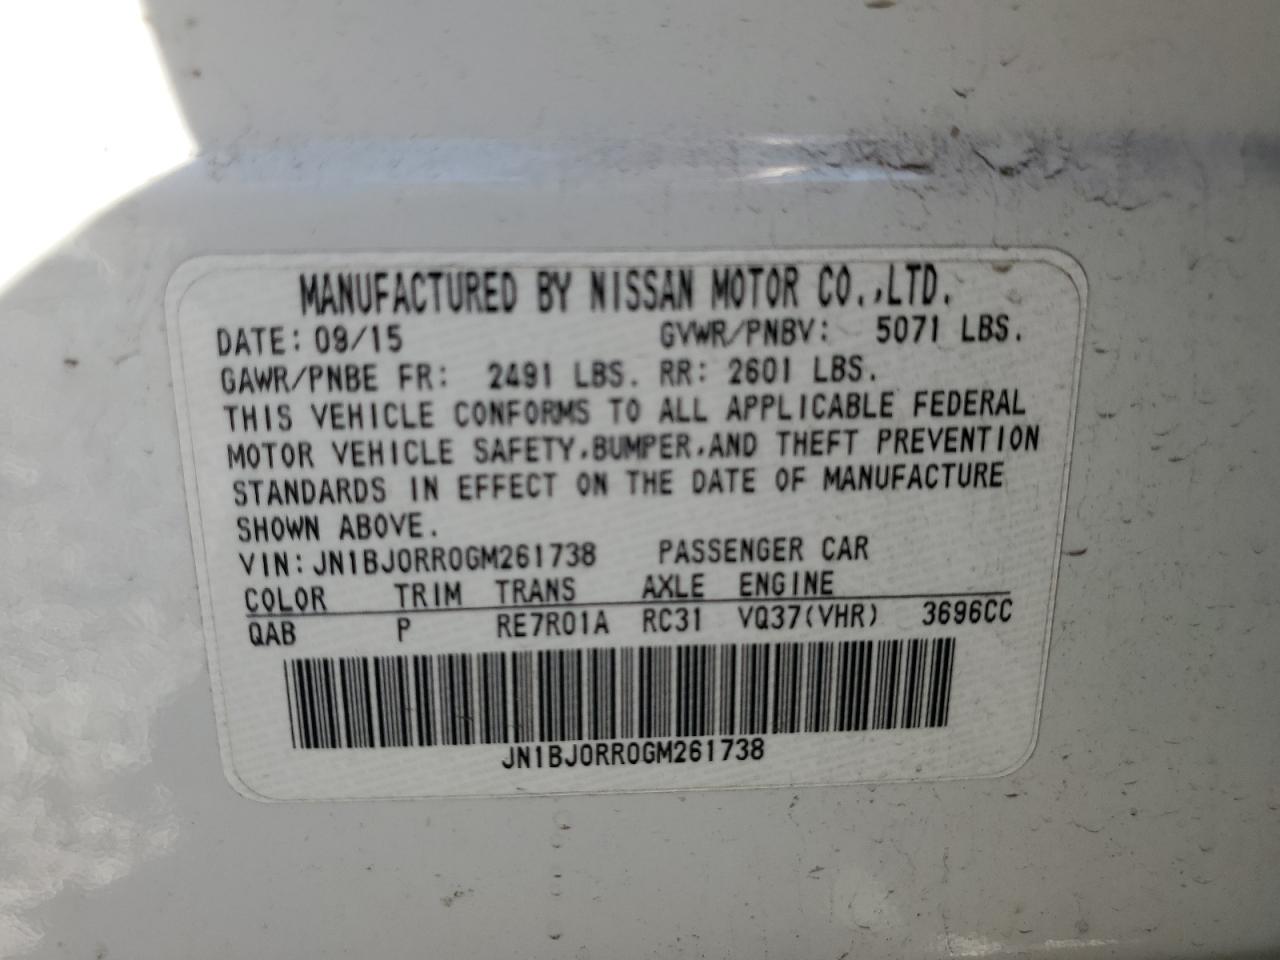 MANUFACTURED BY NISSAN MOTOR CO.,LTD.
DATE: 09/15 GVWR/PNBV: 5071 LBS.
GAWR/PNBE FR: 2491 LBS. RR: 2601 LBS.
THIS VEHICLE CONFORMS TO ALL APPLICABLE FEDERAL
MOTOR VEHICLE SAFETY,BUMPER,AND THEFT PREVENTION
STANDARDS IN EFFECT ON THE DATE OF MANUFACTURE
SHOWN ABOVE.
VIN: JN1BJ0RR0GM261738 PASSENGER CAR
COLOR TRIM TRANS AXLE ENGINE
QAB P RE7R01A RC31 VQ37(VHR) 3696CC
JN1BJ0RR0GM261738